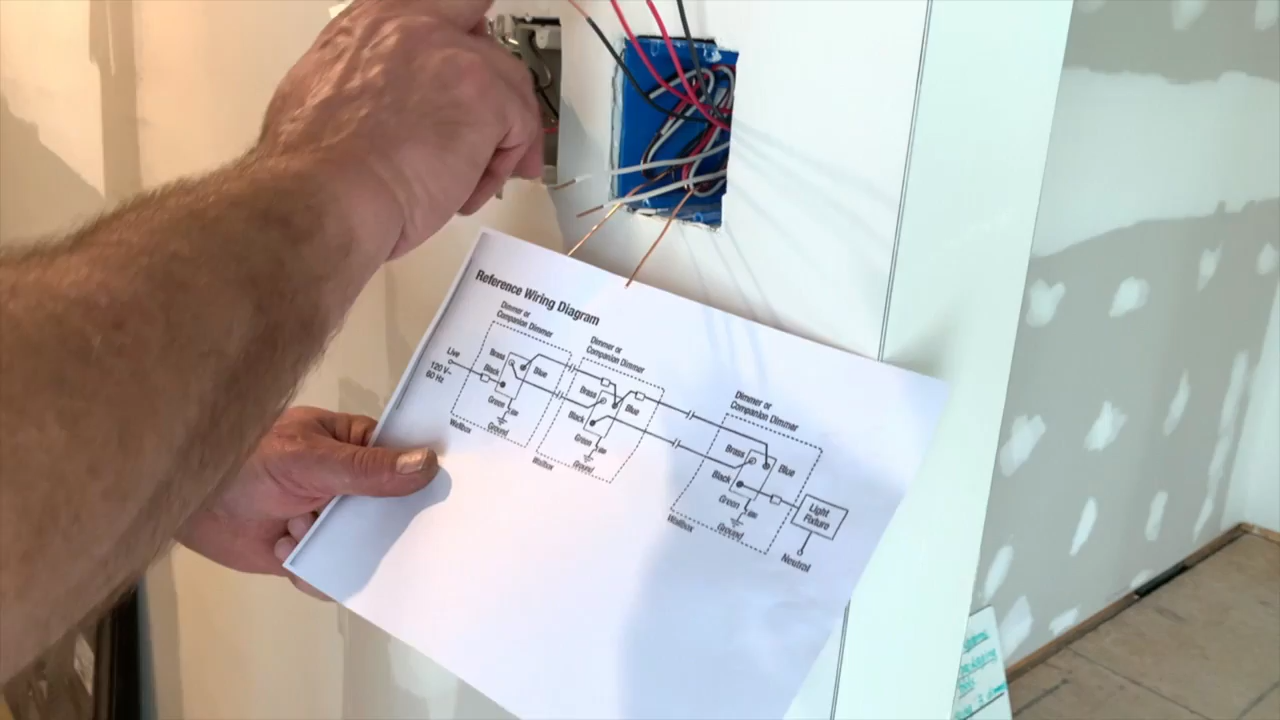 Reference Wiring Diagram
Dimmer or
Companion Dimmer
Live
120 V~
60 Hz
Brass
Black
Blue
Green
Ground
Wallbox
Dimmer or
Companion Dimmer
Brass
Black
Blue
Green
Ground
Wallbox
Dimmer or
Companion Dimmer
Brass
Black
Blue
Green
Ground
Wallbox
Light
Fixture
Neutral